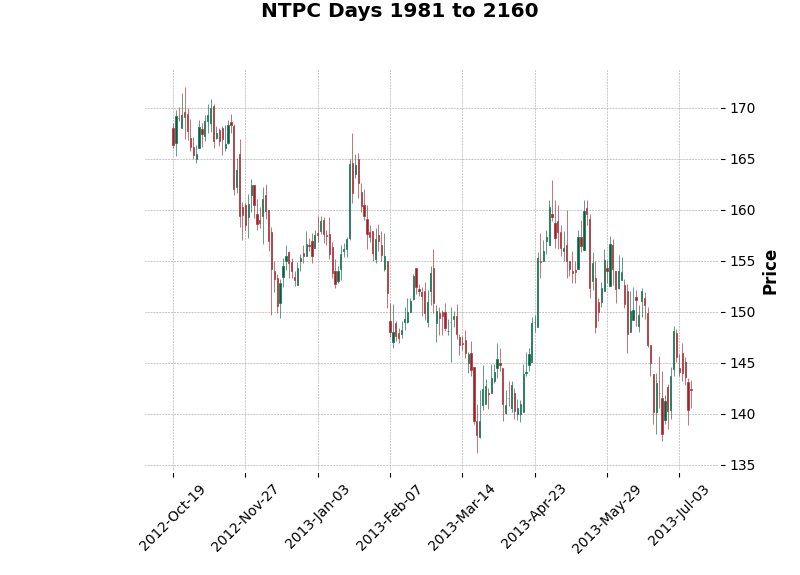 NTPC Days 1981 to 2160
170
165
160
155
150
145
140
135
Price
2012-Oct-19
2012-Nov-27
2013-Jan-03
2013-Feb-07
2013-Mar-14
2013-Apr-23
2013-May-29
2013-Jul-03